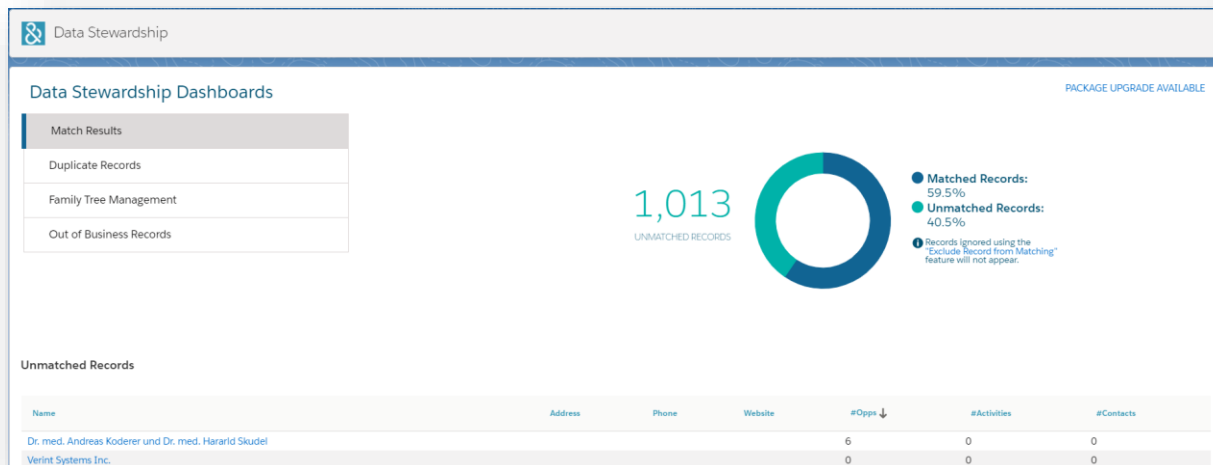 Data Stewardship
Data Stewardship Dashboards
PACKAGE UPGRADE AVAILABLE
Match Results
Duplicate Records
Family Tree Management
Out of Business Records
1,013
UNMATCHED RECORDS
Matched Records:
59.5%
Unmatched Records:
40.5%
Records ignored using the
"Exclude Record from Matching"
feature will not appear.
Unmatched Records
Name Address Phone Website #Opps #Activities #Contacts
Dr. med. Andreas Koderer und Dr. med. Hararld Skudel 6 0 0
Verint Systems Inc. 0 0 0